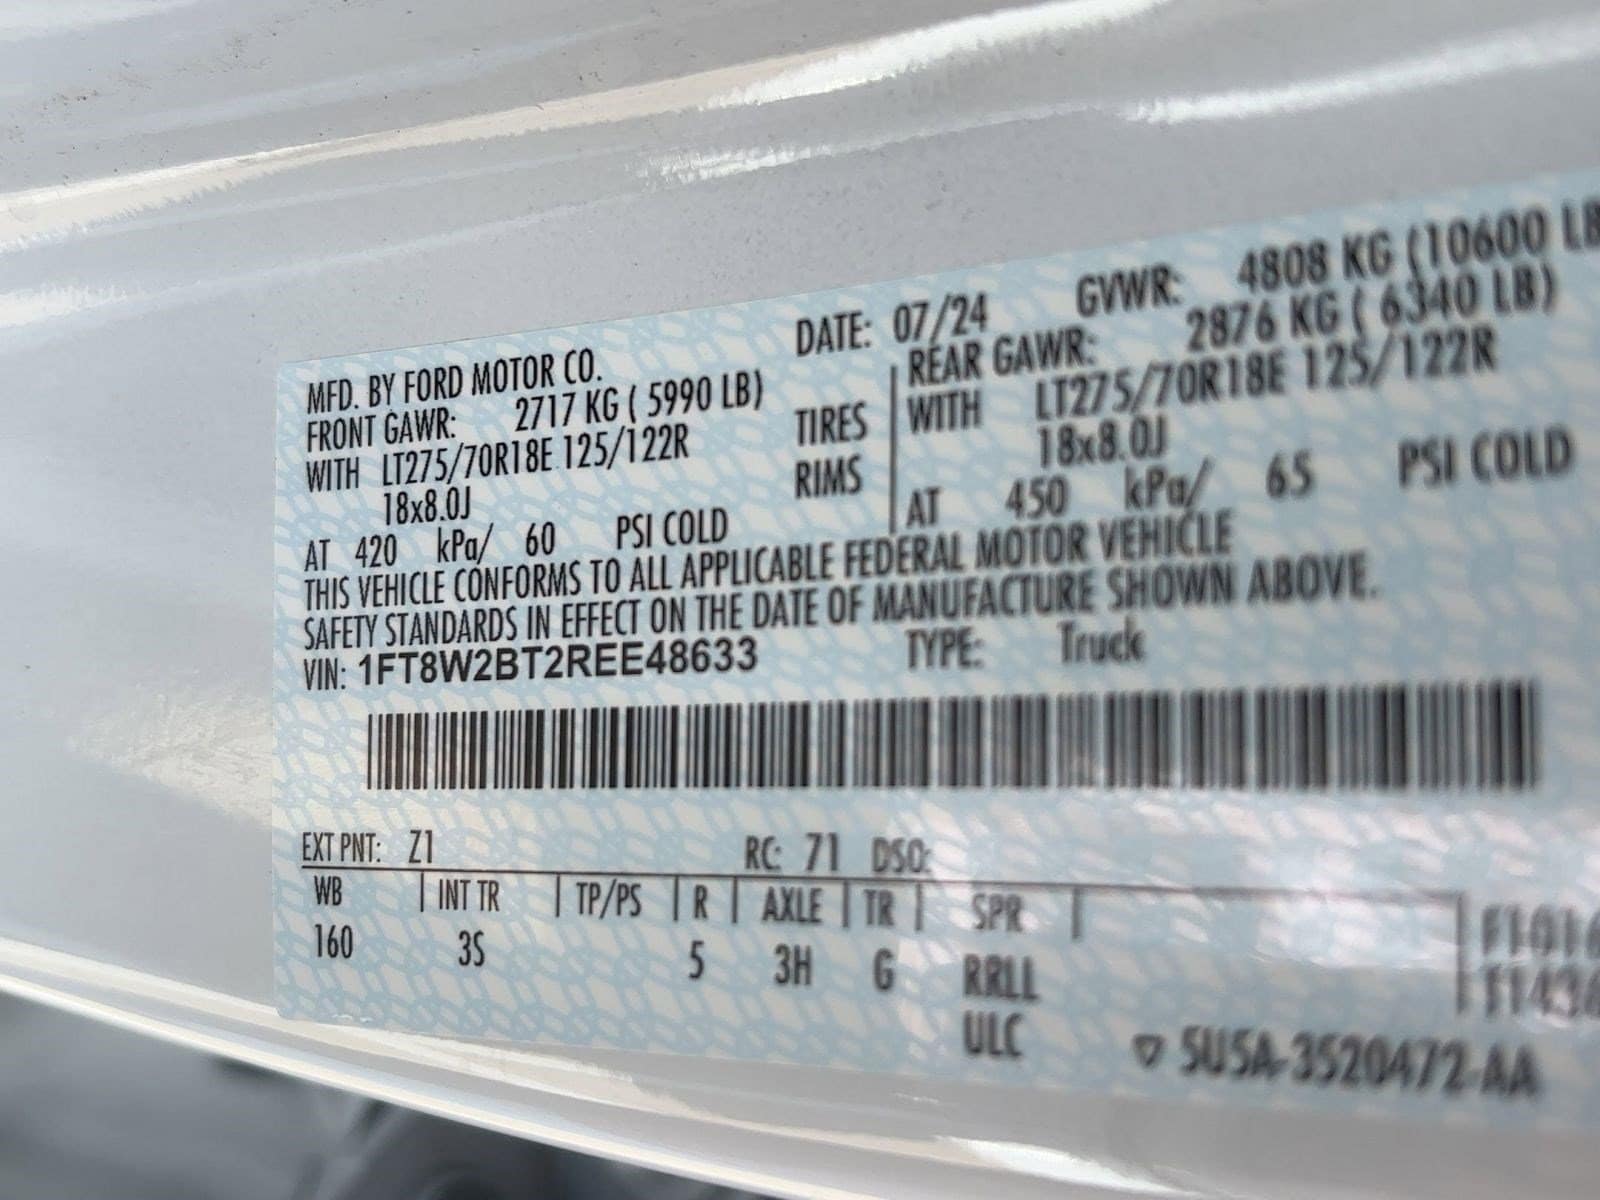 DATE: 07/24 GVWR: 4808 KG (10600 LB
MFD. BY FORD MOTOR CO. REAR GAWR: 2876 KG ( 6340 LB)
FRONT GAWR: 2717 KG ( 5990 LB) TIRES WITH LT275/70R18E 125/122R
WITH LT275/70R18E 125/122R RIMS 18x8.0J
18x8.0J AT 450 kPa/ 65 PSI COLD
AT 420 kPa/ 60 PSI COLD
THIS VEHICLE CONFORMS TO ALL APPLICABLE FEDERAL MOTOR VEHICLE
SAFETY STANDARDS IN EFFECT ON THE DATE OF MANUFACTURE SHOWN ABOVE.
VIN: 1FT8W2BT2REE48633 TYPE: Truck
EXT PNT: Z1 RC: 71 DSO:
WB INT TR TP/PS R AXLE TR SPR
160 3S 5 3H G RRLL
ULC ▽ 5U5A-3520472-AA